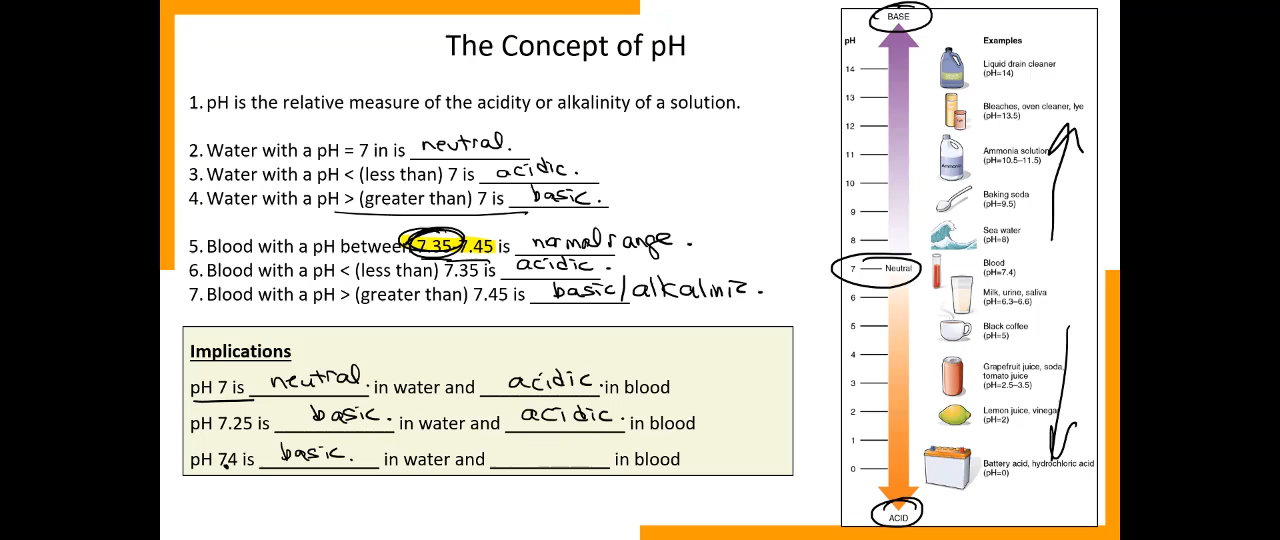 The Concept of pH
1. pH is the relative measure of the acidity or alkalinity of a solution.
2. Water with a pH = 7 in is neutral.
3. Water with a pH < (less than) 7 is acidic.
4. Water with a pH > (greater than) 7 is basic.
5. Blood with a pH between 7.35-7.45 is normal range.
6. Blood with a pH < (less than) 7.35 is acidic.
7. Blood with a pH > (greater than) 7.45 is basic/alkalinic.
Implications
pH 7 is neutral. in water and acidic. in blood
pH 7.25 is basic. in water and acidic. in blood
pH 7.4 is basic. in water and __________ in blood
BASE
pH
Examples
14
Liquid drain cleaner
(pH=14)
13
Bleaches, oven cleaner, lye
(pH=13.5)
12
11
Ammonia solution
(pH=10.5–11.5)
Ammonia
10
Baking soda
(pH=9.5)
9
Sea water
(pH=8)
8
7
Neutral
Blood
(pH=7.4)
6
Milk, urine, saliva
(pH=6.3–6.6)
5
Black coffee
(pH=5)
4
Grapefruit juice, soda,
tomato juice
(pH=2.5–3.5)
3
2
Lemon juice, vinegar
(pH=2)
1
0
Battery acid, hydrochloric acid
(pH=0)
ACID